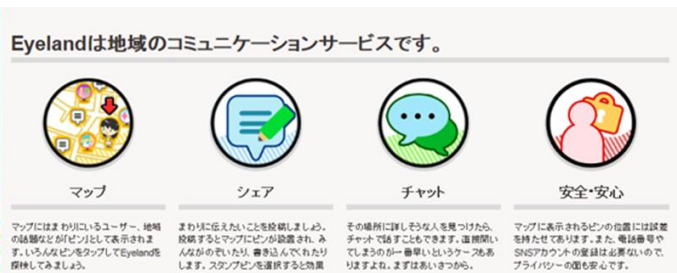 Eyelandは地域のコミュニケーションサービスです。
マップ
シェア
チャット
安全・安心
マップにはまわりにいるユーザー、地域
の話題などが「ピン」として表示されま
す。いろんなピンをタップしてEyelandを
探検してみましょう。
まわりに伝えたいことを投稿しましょう。
投稿するとマップにピンが設置され、み
んながのぞいたり、書き込んでくれたり
します。スタンプピンを選択すると効果
その場所に詳しそうな人を見つけたら、
チャットで話すこともできます。直接聞い
てしまうのが一番早いというケースもあ
りますよね。まずはあいさつから。
マップに表示されるピンの位置には誤差
を持たせてあります。また、電話番号や
SNSアカウントの登録は必要ないので、
プライバシーの面も安心です。